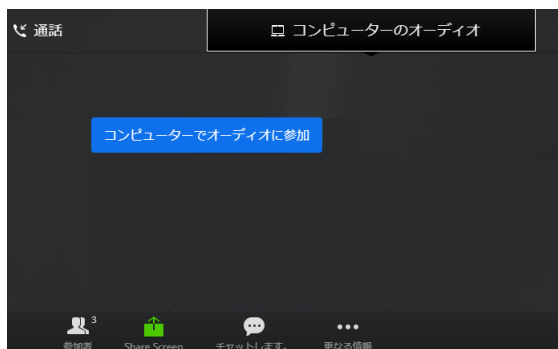 通話
コンピューターのオーディオ
コンピューターでオーディオに参加
3
参加者
Share Screen
チャットします。
更なる情報